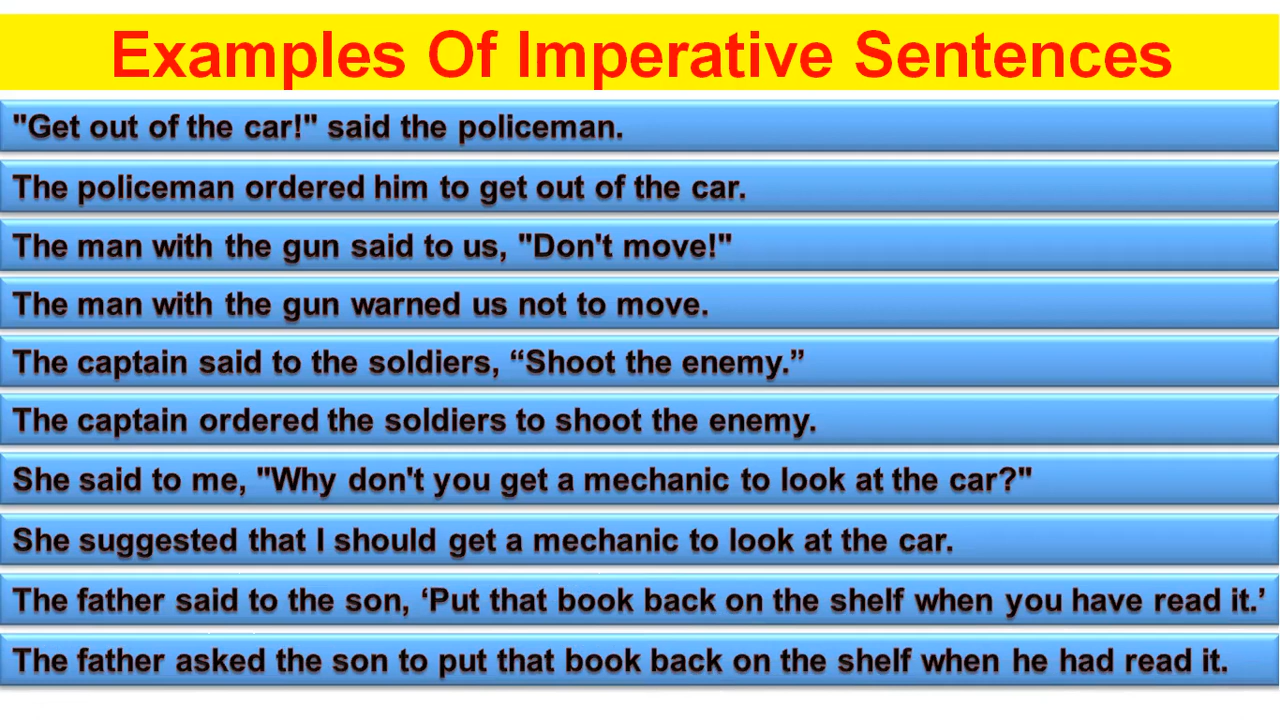 Examples Of Imperative Sentences
"Get out of the car!" said the policeman.
The policeman ordered him to get out of the car.
The man with the gun said to us, "Don't move!"
The man with the gun warned us not to move.
The captain said to the soldiers, “Shoot the enemy.”
The captain ordered the soldiers to shoot the enemy.
She said to me, "Why don't you get a mechanic to look at the car?"
She suggested that I should get a mechanic to look at the car.
The father said to the son, ‘Put that book back on the shelf when you have read it.’
The father asked the son to put that book back on the shelf when he had read it.